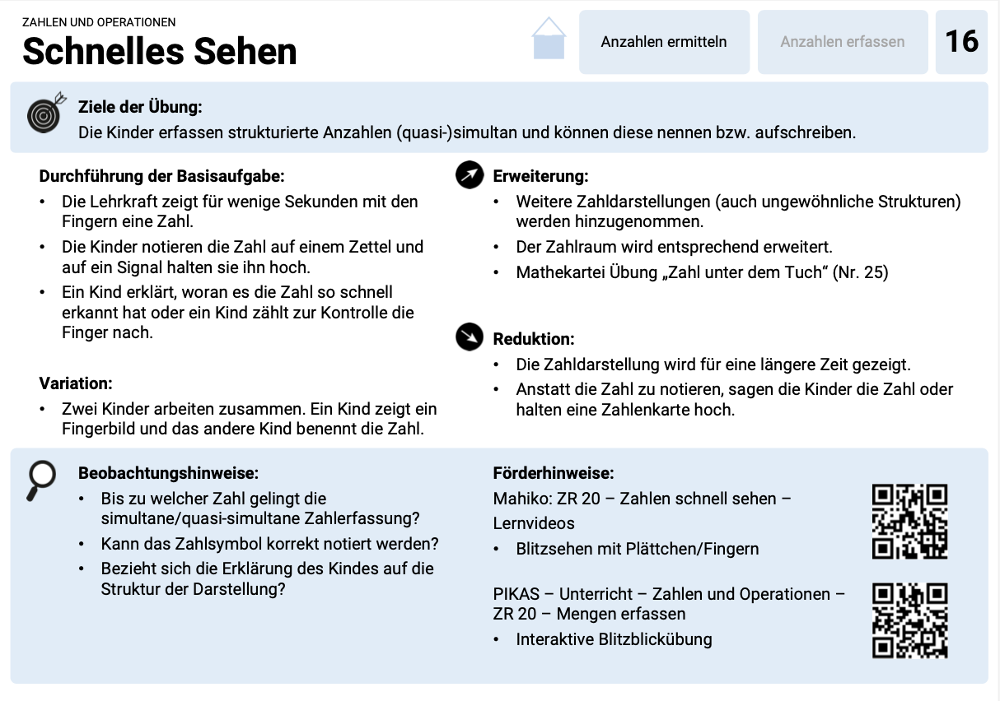 ZAHLEN UND OPERATIONEN
Schnelles Sehen
Anzahlen ermitteln
Anzahlen erfassen
16
Ziele der Übung:
Die Kinder erfassen strukturierte Anzahlen (quasi-)simultan und können diese nennen bzw. aufschreiben.
Durchführung der Basisaufgabe:
• Die Lehrkraft zeigt für wenige Sekunden mit den
Fingern eine Zahl.
• Die Kinder notieren die Zahl auf einem Zettel und
auf ein Signal halten sie ihn hoch.
• Ein Kind erklärt, woran es die Zahl so schnell
erkannt hat oder ein Kind zählt zur Kontrolle die
Finger nach.
Variation:
• Zwei Kinder arbeiten zusammen. Ein Kind zeigt ein
Fingerbild und das andere Kind benennt die Zahl.
Erweiterung:
• Weitere Zahldarstellungen (auch ungewöhnliche Strukturen)
werden hinzugenommen.
• Der Zahlraum wird entsprechend erweitert.
• Mathekartei Übung „Zahl unter dem Tuch“ (Nr. 25)
Reduktion:
• Die Zahldarstellung wird für eine längere Zeit gezeigt.
• Anstatt die Zahl zu notieren, sagen die Kinder die Zahl oder
halten eine Zahlenkarte hoch.
Beobachtungshinweise:
• Bis zu welcher Zahl gelingt die
simultane/quasi-simultane Zahlerfassung?
• Kann das Zahlsymbol korrekt notiert werden?
• Bezieht sich die Erklärung des Kindes auf die
Struktur der Darstellung?
Förderhinweise:
Mahiko: ZR 20 – Zahlen schnell sehen –
Lernvideos
• Blitzsehen mit Plättchen/Fingern
PIKAS – Unterricht – Zahlen und Operationen –
ZR 20 – Mengen erfassen
• Interaktive Blitzblickübung